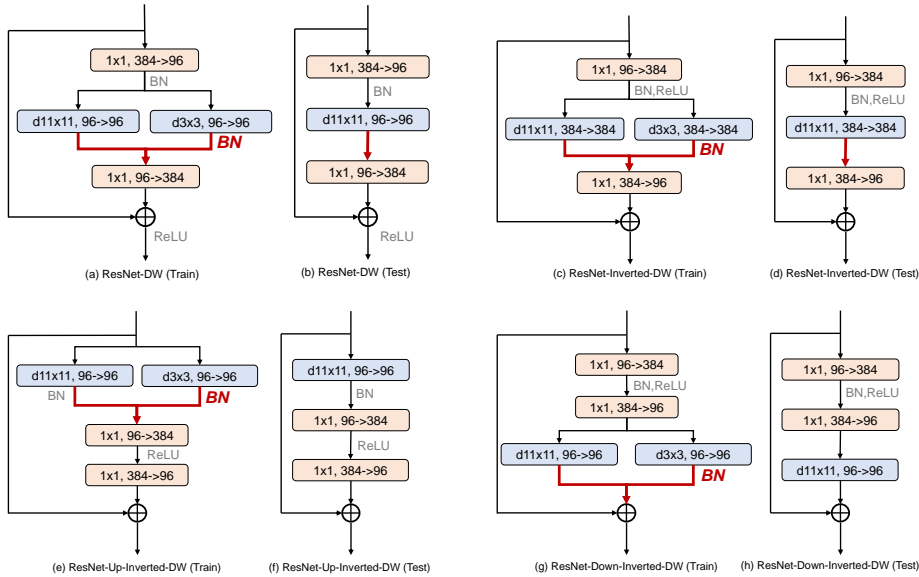 1x1, 384->96
BN
d11x11, 96->96
d3x3, 96->96
BN
1x1, 96->384
ReLU
(a) ResNet-DW (Train)
1x1, 384->96
BN
d11x11, 96->96
1x1, 96->384
ReLU
(b) ResNet-DW (Test)
1x1, 96->384
BN,ReLU
d11x11, 384->384
d3x3, 384->384
BN
1x1, 384->96
(c) ResNet-Inverted-DW (Train)
1x1, 96->384
BN,ReLU
d11x11, 384->384
1x1, 384->96
(d) ResNet-Inverted-DW (Test)
d11x11, 96->96
d3x3, 96->96
BN
BN
1x1, 96->384
ReLU
1x1, 384->96
(e) ResNet-Up-Inverted-DW (Train)
d11x11, 96->96
BN
1x1, 96->384
ReLU
1x1, 384->96
(f) ResNet-Up-Inverted-DW (Test)
1x1, 96->384
BN,ReLU
1x1, 384->96
d11x11, 96->96
d3x3, 96->96
BN
(g) ResNet-Down-Inverted-DW (Train)
1x1, 96->384
BN,ReLU
1x1, 384->96
d11x11, 96->96
(h) ResNet-Down-Inverted-DW (Test)